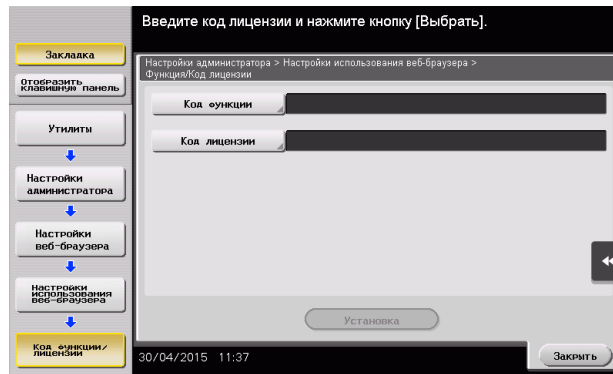 Введите код лицензии и нажмите кнопку [Выбрать].
Закладка
Отобразить
клавишную панель
Утилиты
Настройки
администратора
Настройки
веб-браузера
Настройки
использования
веб-браузера
Код функции/
лицензии
Настройки администратора > Настройки использования веб-браузера >
Функция/Код лицензии
Код функции
Код лицензии
Установка
30/04/2015 11:37
Закрыть